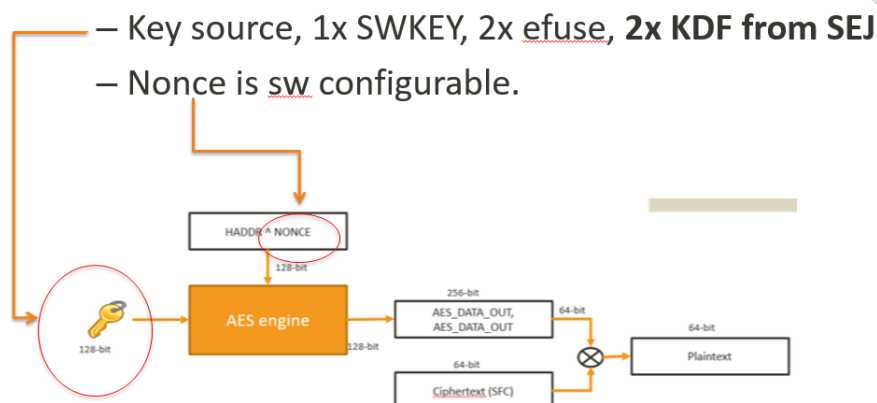 – Key source, 1x SWKEY, 2x efuse, 2x KDF from SEJ
– Nonce is sw configurable.
HADDR ^ NONCE
128-bit
128-bit
AES engine
128-bit
256-bit
AES_DATA_OUT,
AES_DATA_OUT
64-bit
64-bit
Ciphertext (SFC)
64-bit
Plaintext